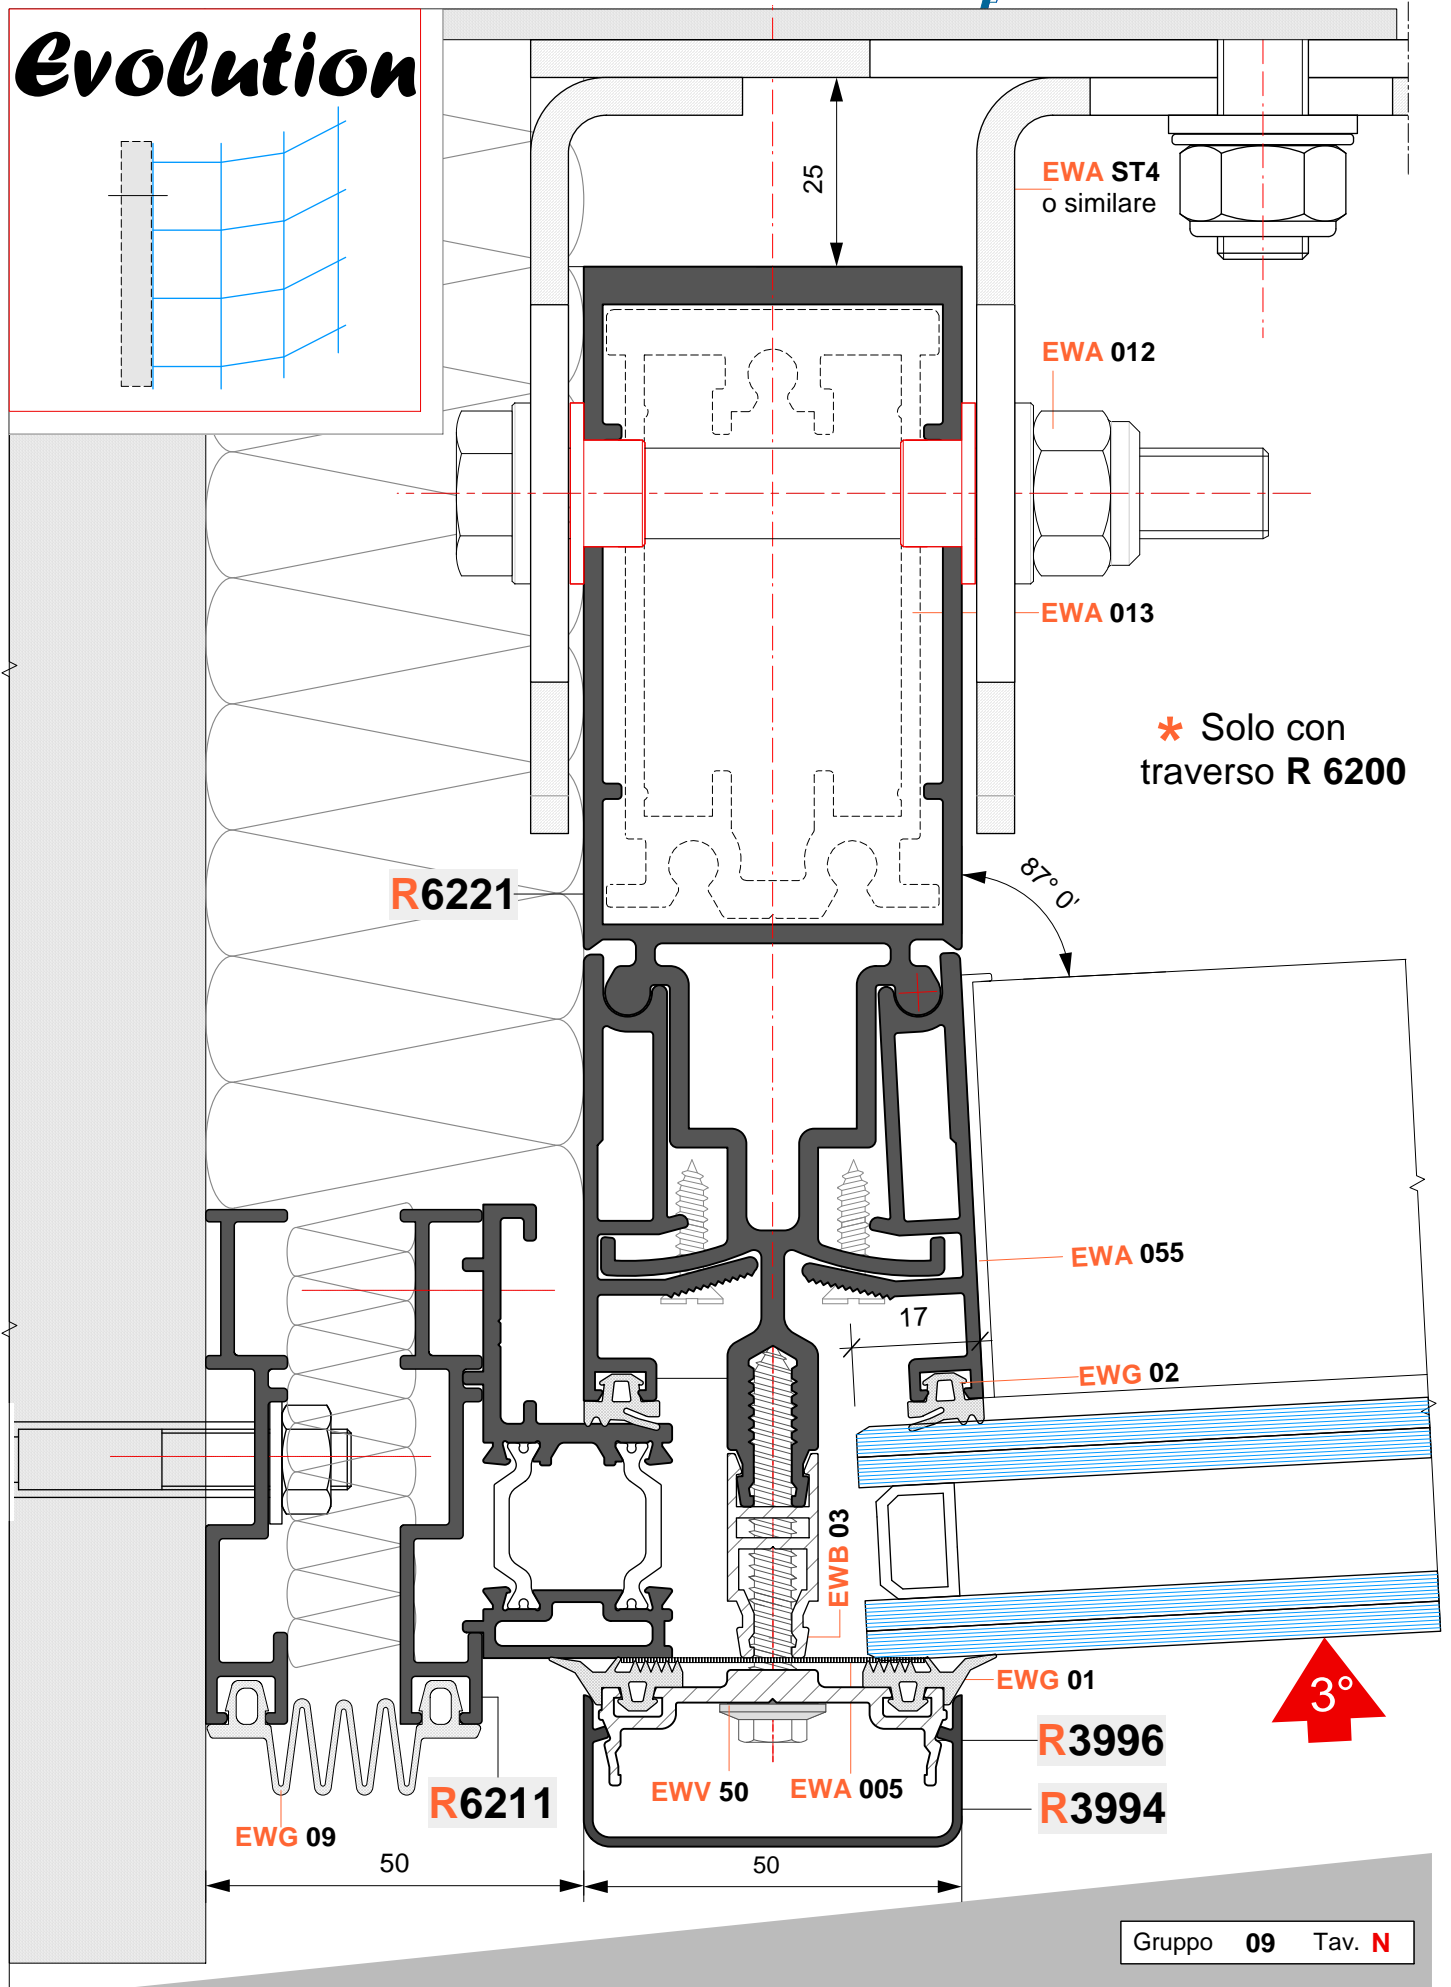 Evolution
25
EWA ST4
o similare
EWA 012
EWA 013
* Solo con
traverso R 6200
R6221
87° 0'
EWA 055
17
EWG 02
EWB 03
EWG 01
3°
R3996
EWV 50
EWA 005
R6211
R3994
EWG 09
50
50
Gruppo 09 Tav. N